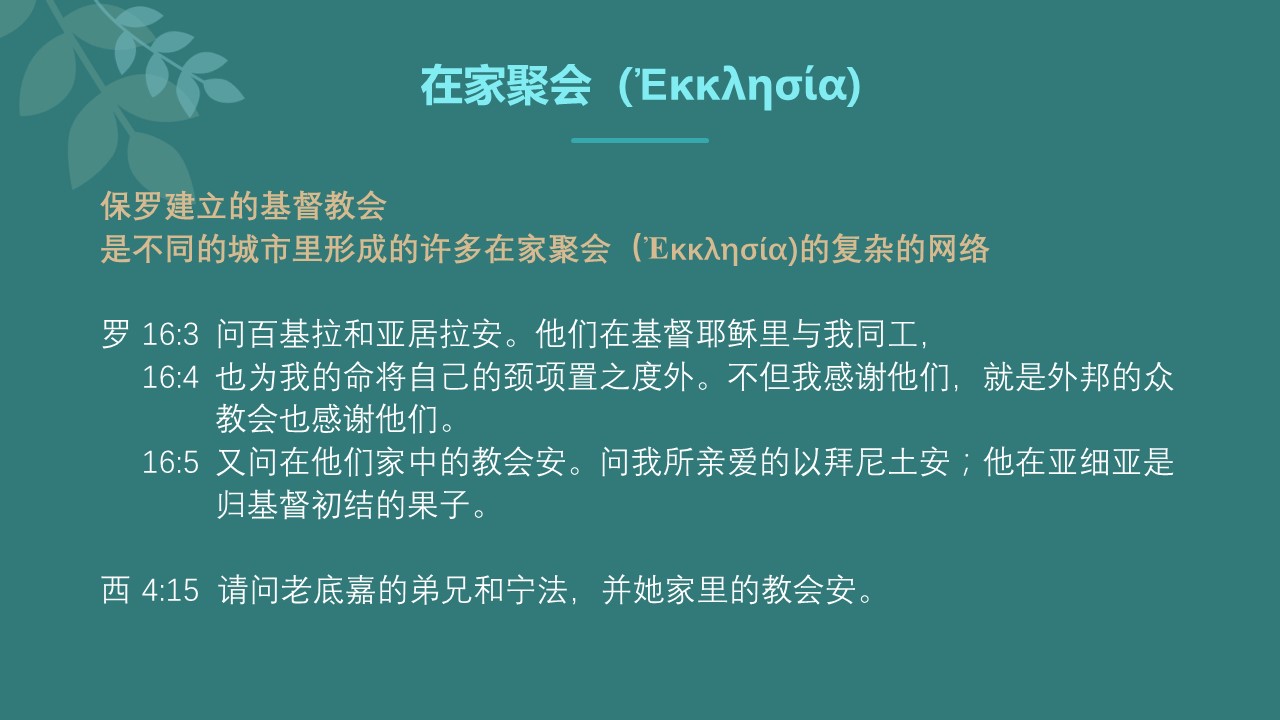 在家聚会 (Ἐκκλησία)
保罗建立的基督教会
是不同的城市里形成的许多在家聚会（Ἐκκλησία)的复杂的网络
罗 16:3 问百基拉和亚居拉安。他们在基督耶稣里与我同工，
16:4 也为我的命将自己的颈项置之度外。不但我感谢他们，就是外邦的众
教会也感谢他们。
16:5 又问在他们家中的教会安。问我所亲爱的以拜尼土安；他在亚细亚是
归基督初结的果子。
西 4:15 请问老底嘉的弟兄和宁法，并她家里的教会安。